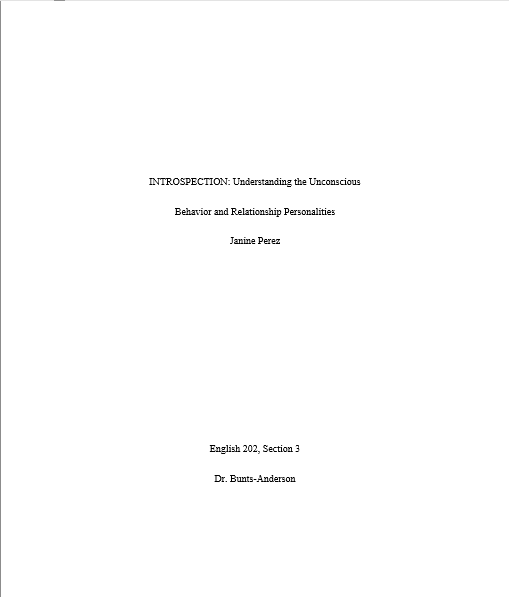 INTROSPECTION: Understanding the Unconscious
Behavior and Relationship Personalities
Janine Perez
English 202, Section 3
Dr. Bunts-Anderson